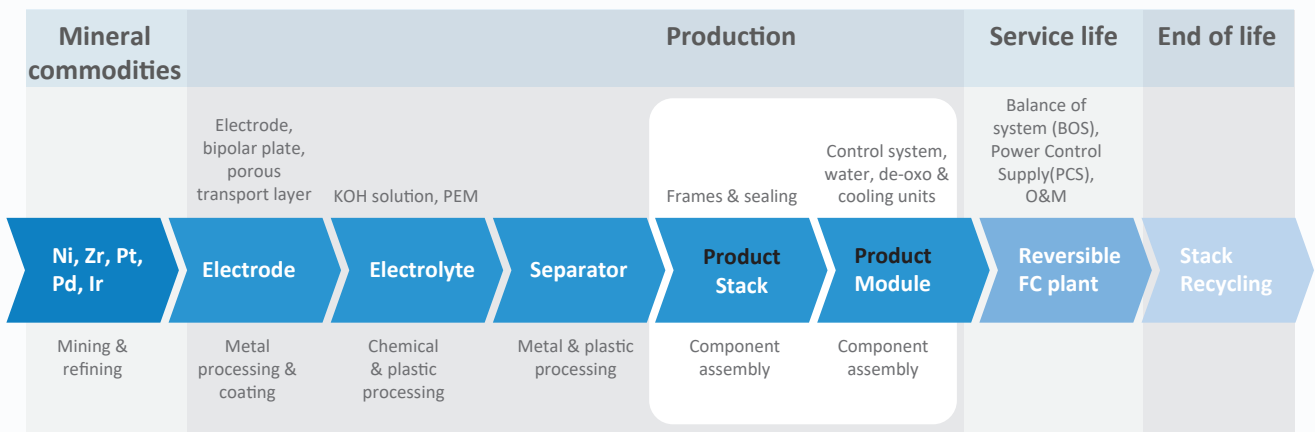 Mineral
commodities
Production
Service life
End of life
Electrode,
bipolar plate,
porous
transport layer
KOH solution, PEM
Frames & sealing
Control system,
water, de-oxo &
cooling units
Balance of
system (BOS),
Power Control
Supply(PCS),
O&M
Ni, Zr, Pt,
Pd, Ir
Electrode
Electrolyte
Separator
Product
Stack
Product
Module
Reversible
FC plant
Stack
Recycling
Mining &
refining
Metal
processing &
coating
Chemical
& plastic
processing
Metal & plastic
processing
Component
assembly
Component
assembly